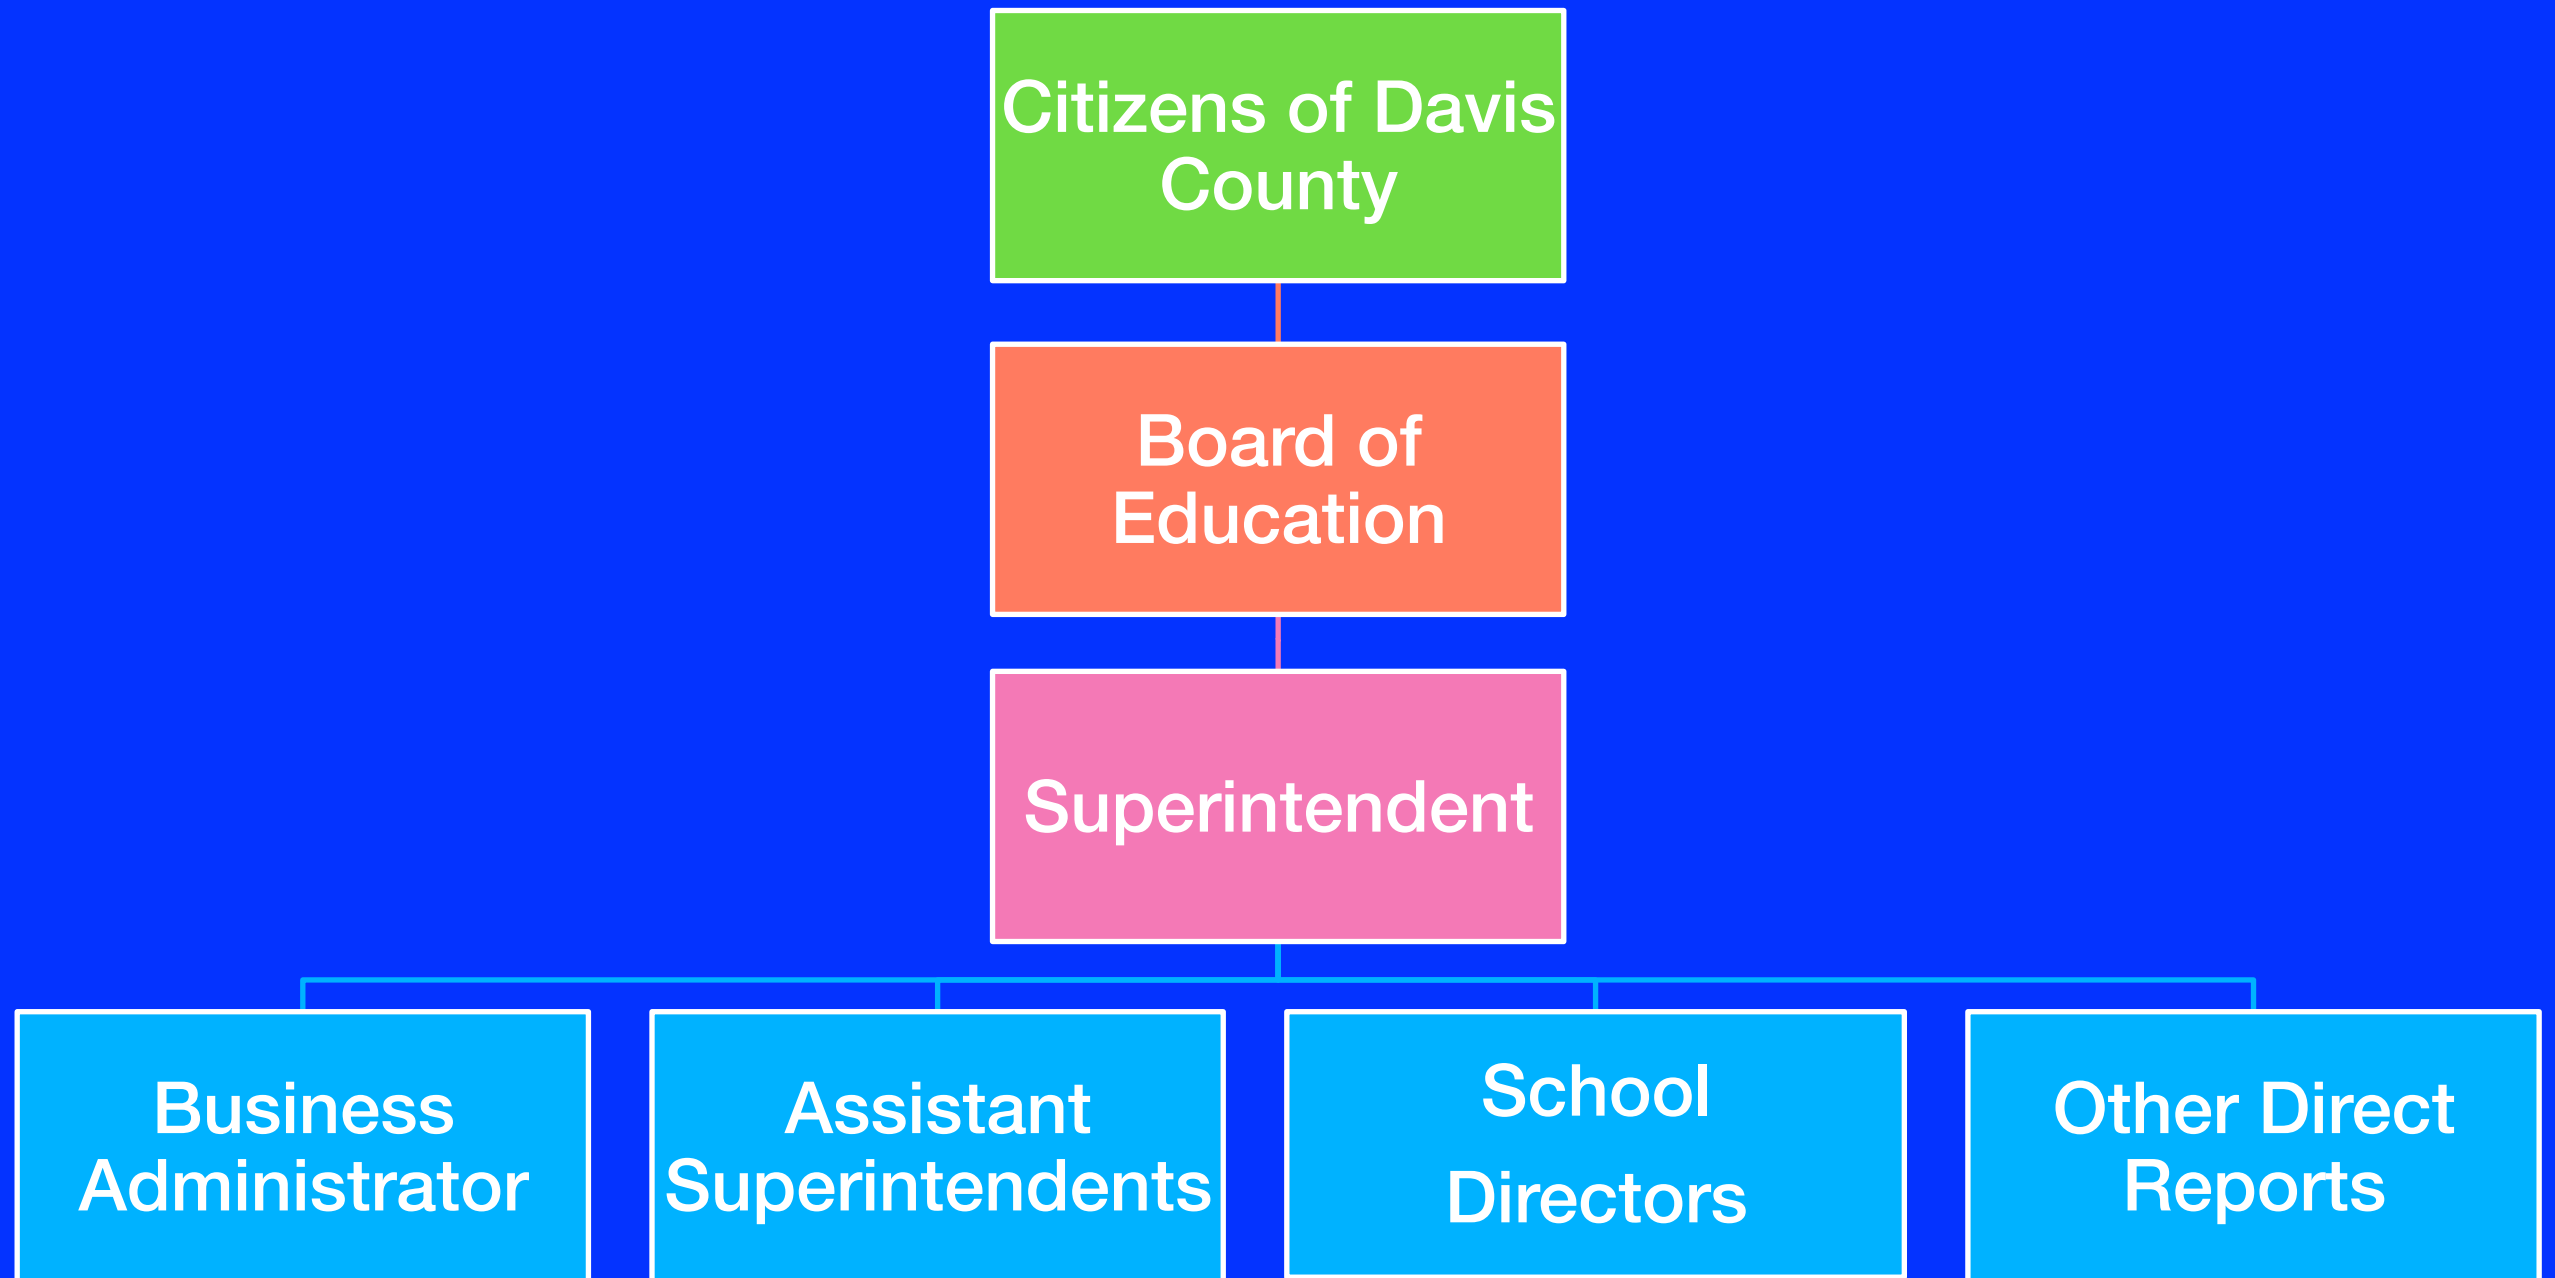 Citizens of Davis
County
Board of
Education
Superintendent
Business
Administrator
Assistant
Superintendents
School
Directors
Other Direct
Reports